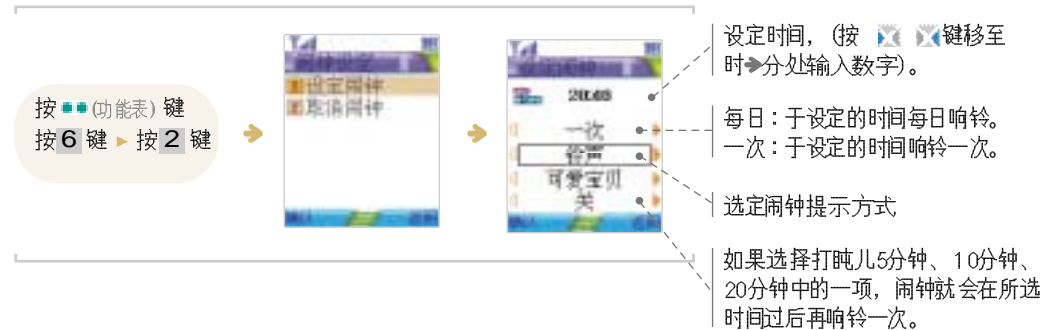 按 (功能表) 键
按 6 键 ► 按 2 键
设定闹钟
取消闹钟
一次
铃声
可爱宝贝
关
设定时间，(按 键移至
时➔分处输入数字)。
每日：于设定的时间每日响铃。
一次：于设定的时间响铃一次。
选定闹钟提示方式
如果选择打盹儿5分钟、10分钟、
20分钟中的一项，闹钟就会在所选
时间过后再响铃一次。